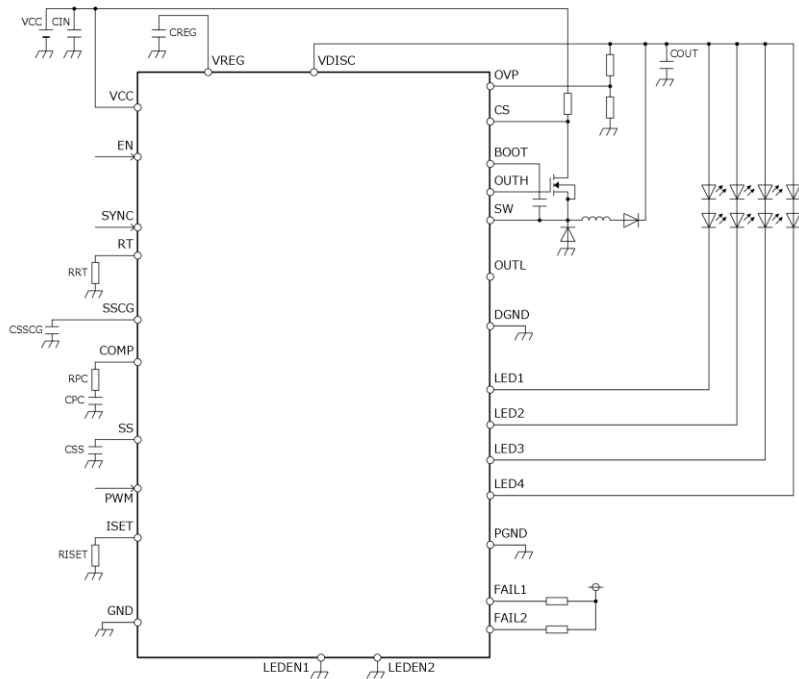 VCC
CIN
CREG
VREG
VDISC
COUT
OVP
VCC
CS
EN
BOOT
OUTH
SYNC
SW
RT
RRT
OUTL
SSCG
CSSCG
DGND
COMP
RPC
CPC
LED1
LED2
SS
CSS
LED3
LED4
PWM
ISET
RISET
PGND
FAIL1
GND
FAIL2
LEDEN1
LEDEN2